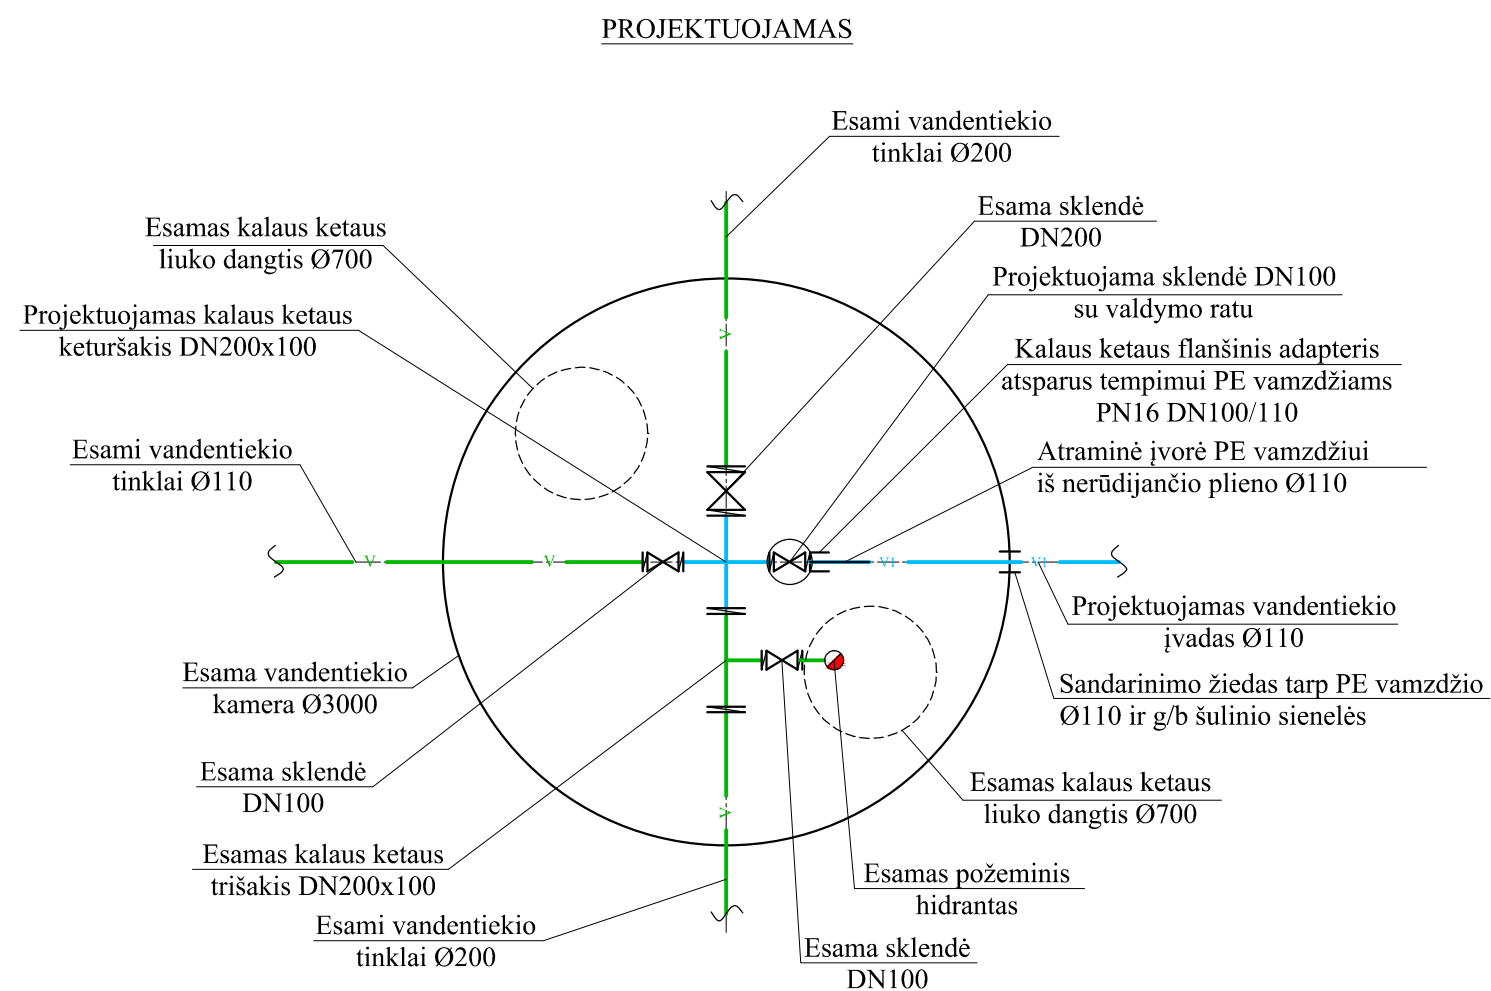 PROJEKTUOJAMAS
Esami vandentiekio
tinklai Ø200
Esamas kalaus ketaus
liuko dangtis Ø700
Esama sklendė
DN200
Projektuojama sklendė DN100
su valdymo ratu
Projektuojamas kalaus ketaus
keturšakis DN200x100
Kalaus ketaus flanšinis adapteris
atsparus tempimui PE vamzdžiams
PN16 DN100/110
Esami vandentiekio
tinklai Ø110
Atraminė įvorė PE vamzdžiui
iš nerūdijančio plieno Ø110
V
V
V
V1
V1
Projektuojamas vandentiekio
įvadas Ø110
Esama vandentiekio
kamera Ø3000
Sandarinimo žiedas tarp PE vamzdžio
Ø110 ir g/b šulinio sienelės
Esama sklendė
DN100
Esamas kalaus ketaus
liuko dangtis Ø700
V
Esamas kalaus ketaus
trišakis DN200x100
Esamas požeminis
hidrantas
Esami vandentiekio
tinklai Ø200
Esama sklendė
DN100